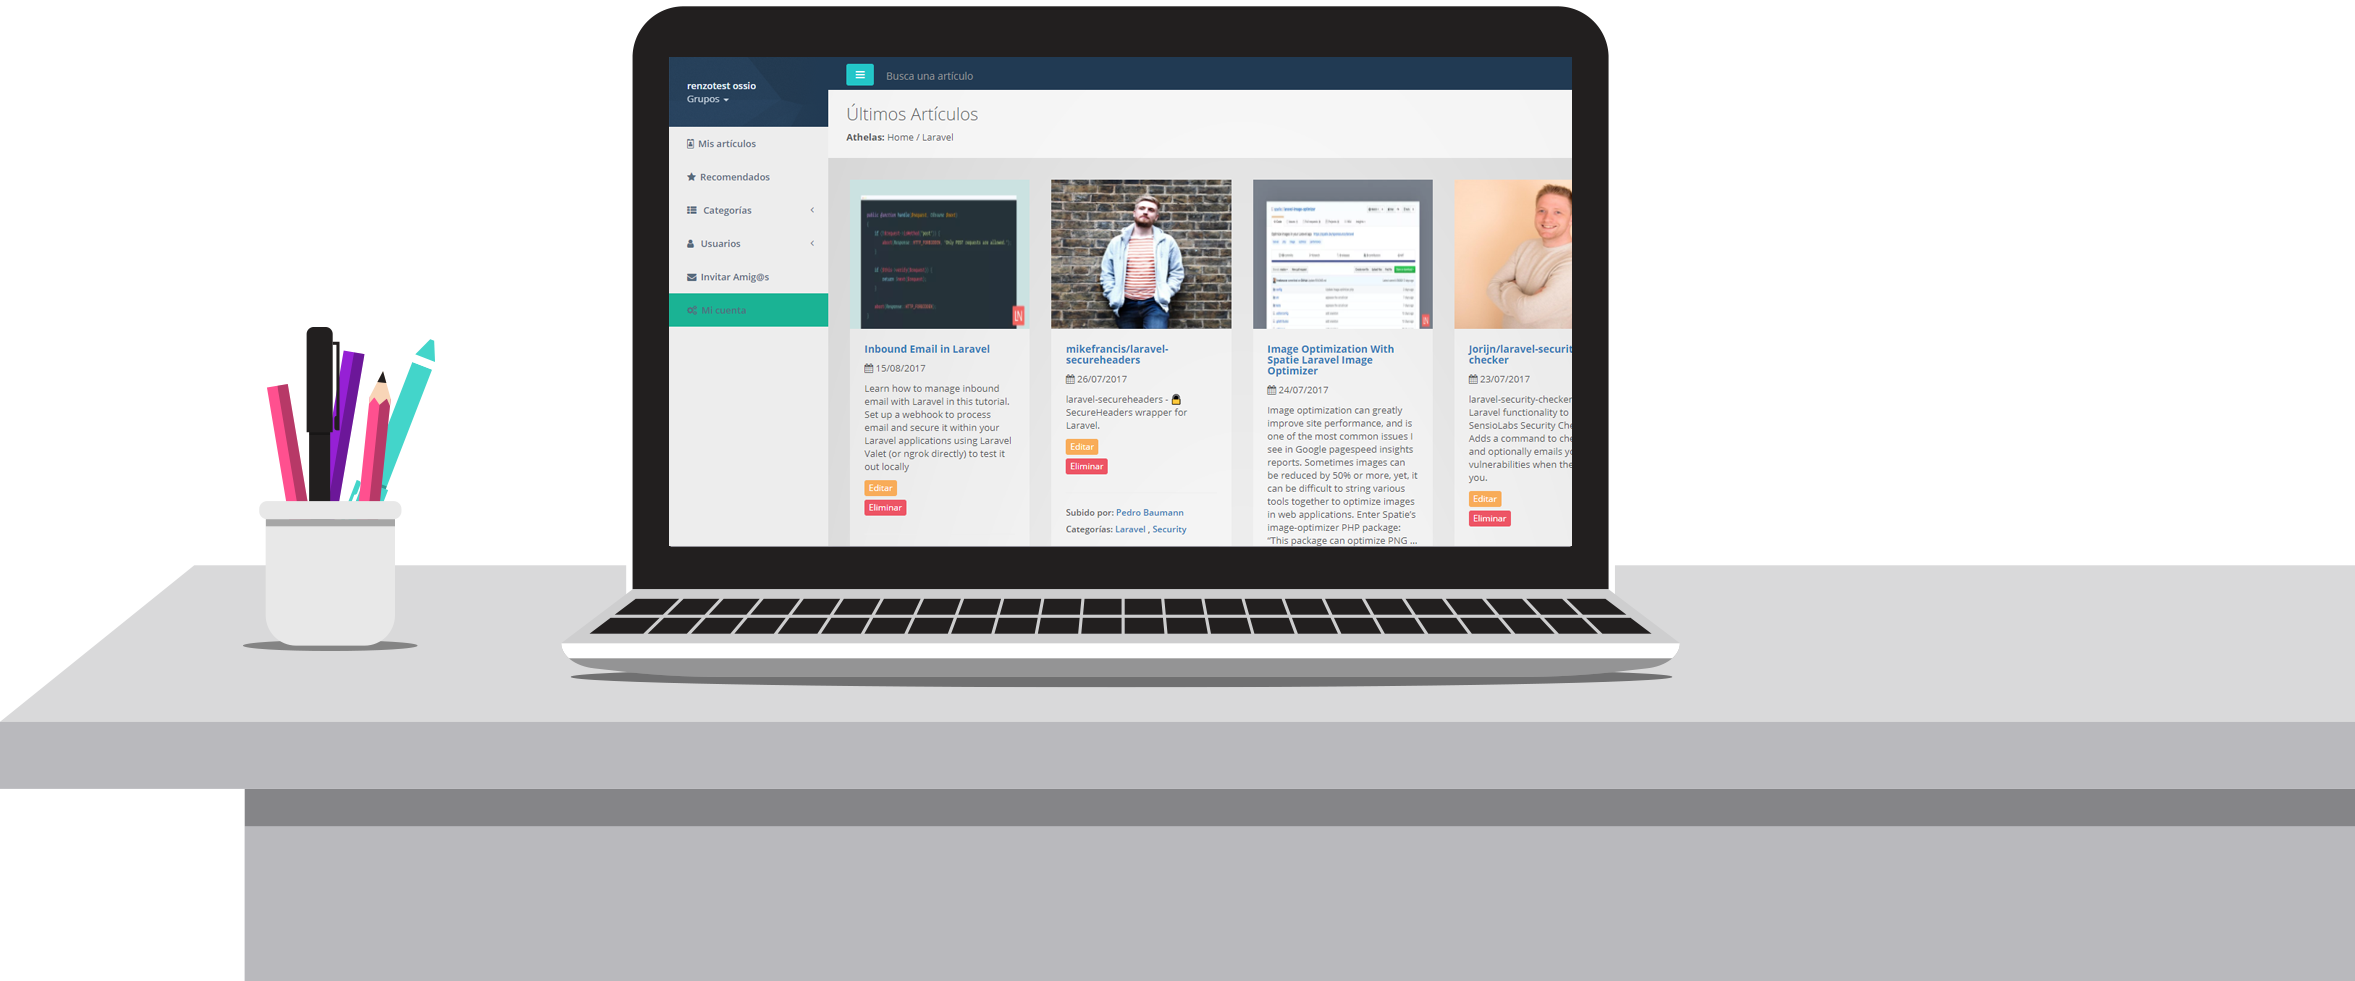 renzotest ossio
Grupos
Busca una artículo
Últimos Artículos
Athelas: Home / Laravel
Mis artículos
Recomendados
Categorías
Usuarios
Invitar Amig@s
Mi cuenta
LN
Inbound Email in Laravel
15/08/2017
Learn how to manage inbound
email with Laravel in this tutorial.
Set up a webhook to process
email and secure it within your
Laravel applications using Laravel
Valet (or ngrok directly) to test it
out locally
Editar
Eliminar
mikefrancis/laravel-
secureheaders
26/07/2017
laravel-secureheaders -
SecureHeaders wrapper for
Laravel.
Editar
Eliminar
Subido por: Pedro Baumann
Categorías: Laravel , Security
Image Optimization With
Spatie Laravel Image
Optimizer
24/07/2017
Image optimization can greatly
improve site performance, and is
one of the most common issues I
see in Google pagespeed insights
reports. Sometimes images can
be reduced by 50% or more, yet, it
can be difficult to string various
tools together to optimize images
in web applications. Enter Spatie's
image-optimizer PHP package:
"This package can optimize PNG ...
Jorijn/laravel-securit
checker
23/07/2017
laravel-security-checker
Laravel functionality to
SensioLabs Security Che
Adds a command to che
and optionally emails yo
vulnerabilities when the
you.
Editar
Eliminar